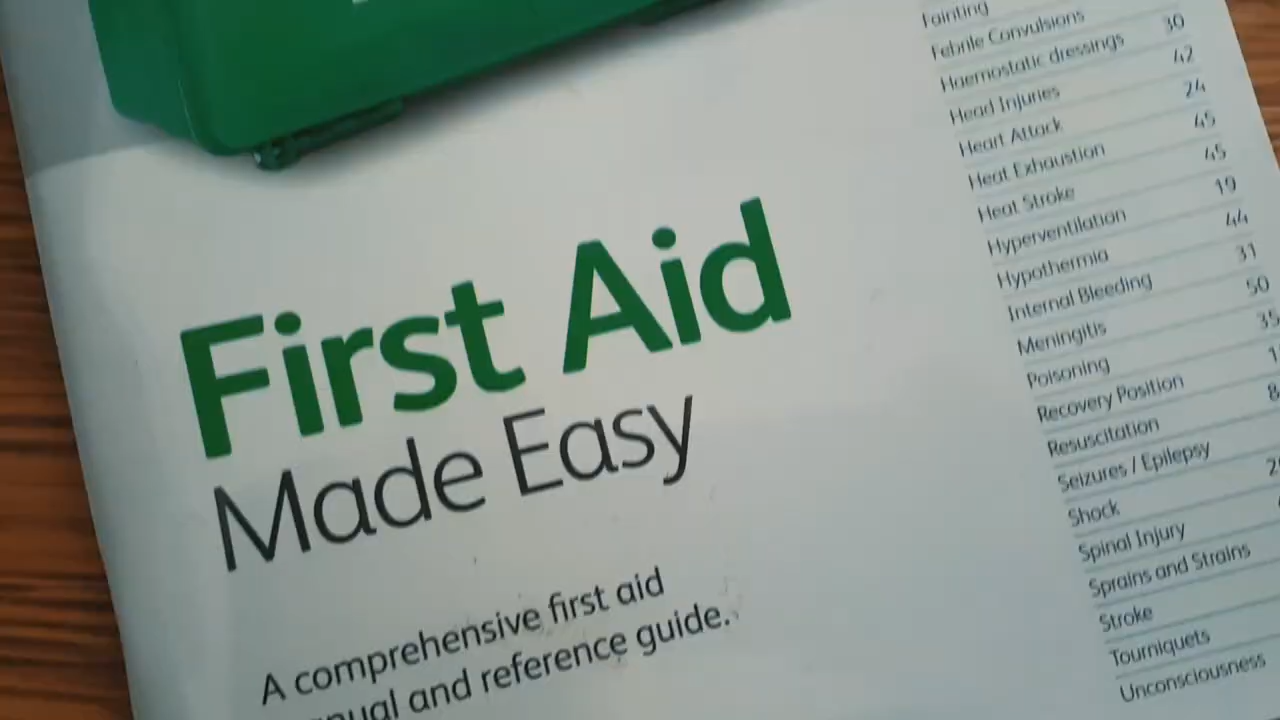 First Aid
Made Easy
A comprehensive first aid
and reference guide.
Fainting
Febrile Convulsions
Haemostatic dressings 30
Head Injuries 42
Heart Attack 24
Heat Exhaustion 45
Heat Stroke 45
Hyperventilation 19
Hypothermia 44
Internal Bleeding 31
Meningitis 50
Poisoning 35
Recovery Position
Resuscitation
Seizures / Epilepsy
Shock
Spinal Injury
Sprains and Strains
Stroke
Tourniquets
Unconsciousness